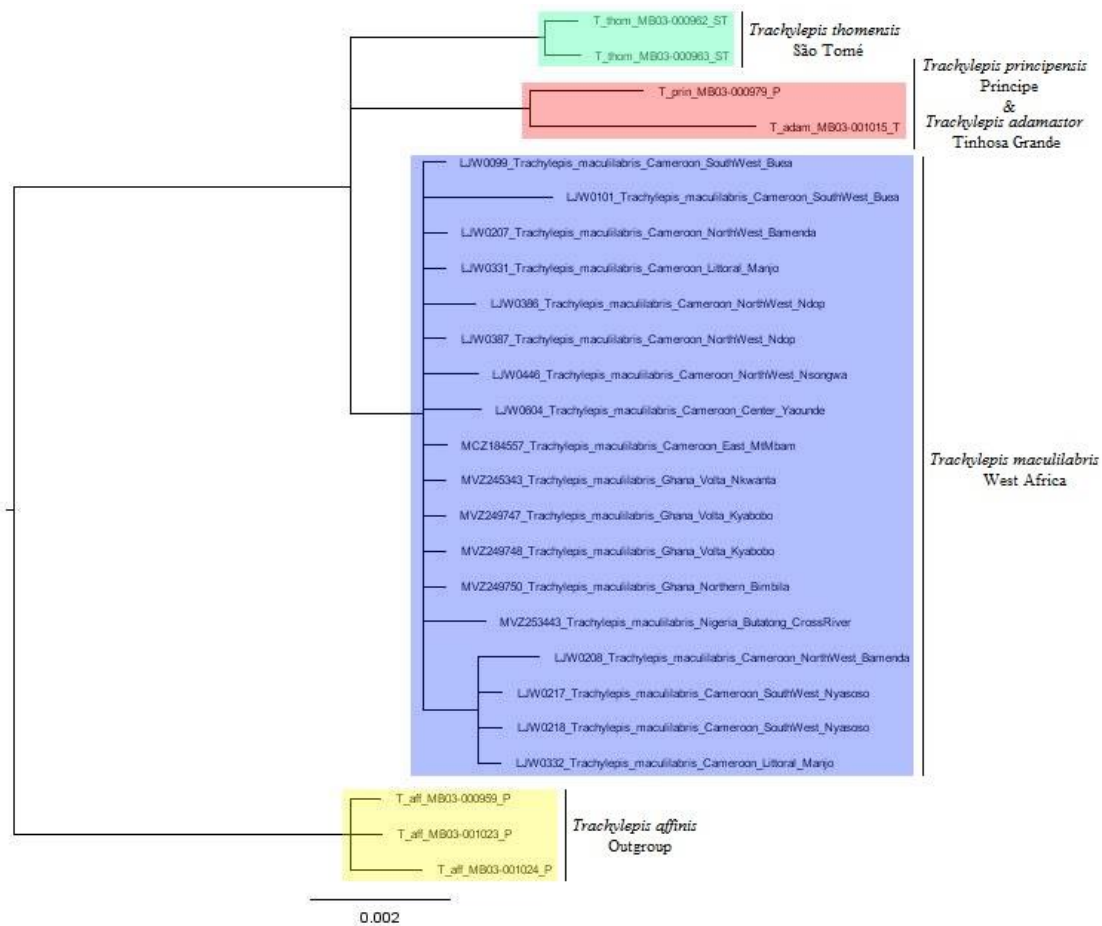 T_thom_MB03-000962_ST
T_thom_MB03-000963_ST
Trachylepis thomensis
São Tomé
T_prin_MB03-000979_P
T_adam_MB03-001015_T
Trachylepis principensis
Principe
&
Trachylepis adamastor
Tinhosa Grande
LJW0099_Trachylepis_maculilabris_Cameroon_SouthWest_Buea
LJW0101_Trachylepis_maculilabris_Cameroon_SouthWest_Buea
LJW0207_Trachylepis_maculilabris_Cameroon_NorthWest_Bamenda
LJW0331_Trachylepis_maculilabris_Cameroon_Littoral_Manjo
LJW0386_Trachylepis_maculilabris_Cameroon_NorthWest_Ndop
LJW0387_Trachylepis_maculilabris_Cameroon_NorthWest_Ndop
LJW0446_Trachylepis_maculilabris_Cameroon_NorthWest_Nsongwa
LJW0604_Trachylepis_maculilabris_Cameroon_Center_Yaounde
MCZ184557_Trachylepis_maculilabris_Cameroon_East_MtMbam
MVZ245343_Trachylepis_maculilabris_Ghana_Volta_Nkwanta
MVZ249747_Trachylepis_maculilabris_Ghana_Volta_Kyabobo
MVZ249748_Trachylepis_maculilabris_Ghana_Volta_Kyabobo
MVZ249750_Trachylepis_maculilabris_Ghana_Northern_Bimbila
MVZ253443_Trachylepis_maculilabris_Nigeria_Butatong_CrossRiver
LJW0208_Trachylepis_maculilabris_Cameroon_NorthWest_Bamenda
LJW0217_Trachylepis_maculilabris_Cameroon_SouthWest_Nyasoso
LJW0218_Trachylepis_maculilabris_Cameroon_SouthWest_Nyasoso
LJW0332_Trachylepis_maculilabris_Cameroon_Littoral_Manjo
Trachylepis maculilabris
West Africa
T_aff_MB03-000959_P
T_aff_MB03-001023_P
T_aff_MB03-001024_P
Trachylepis affinis
Outgroup
0.002